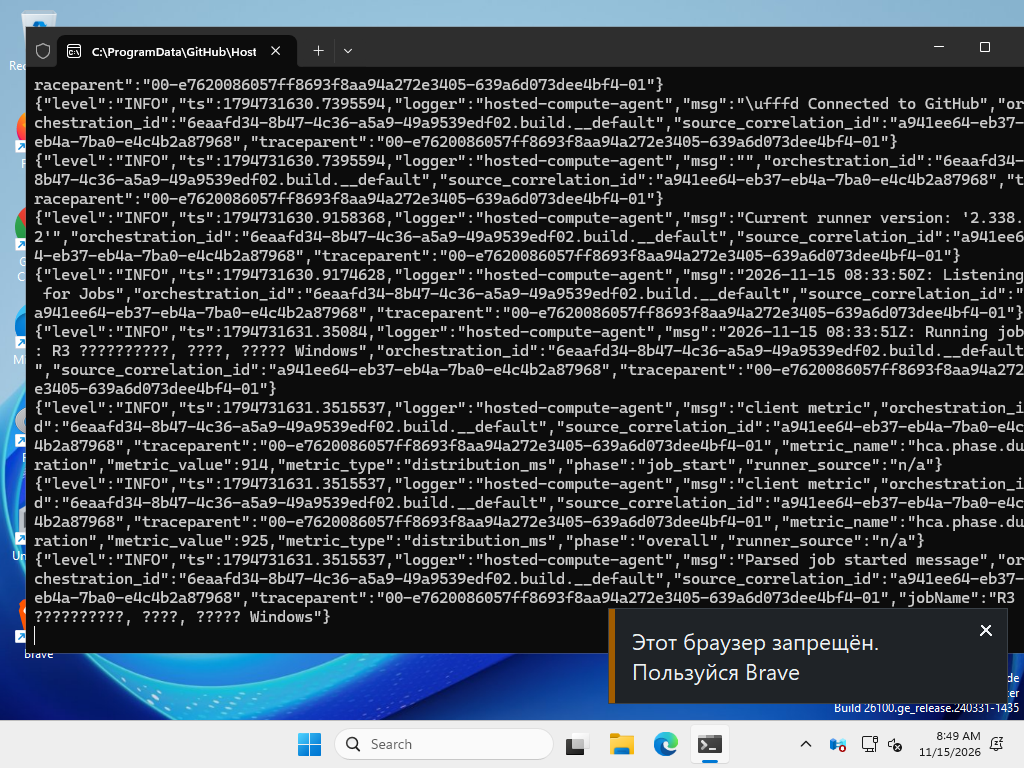 Rec
C:\ProgramData\GitHub\Host
raceparent":"00-e7620086057ff8693f8aa94a272e3405-639a6d073dee4bf4-01"}
{"level":"INFO","ts":1794731630.7395594,"logger":"hosted-compute-agent","msg":"\ufffd Connected to GitHub","or
chestration_id":"6eaafd34-8b47-4c36-a5a9-49a9539edf02.build.__default","source_correlation_id":"a941ee64-eb37-
eb4a-7ba0-e4c4b2a87968","traceparent":"00-e7620086057ff8693f8aa94a272e3405-639a6d073dee4bf4-01"}
{"level":"INFO","ts":1794731630.7395594,"logger":"hosted-compute-agent","msg":"","orchestration_id":"6eaafd34-
8b47-4c36-a5a9-49a9539edf02.build.__default","source_correlation_id":"a941ee64-eb37-eb4a-7ba0-e4c4b2a87968","t
raceparent":"00-e7620086057ff8693f8aa94a272e3405-639a6d073dee4bf4-01"}
{"level":"INFO","ts":1794731630.9158368,"logger":"hosted-compute-agent","msg":"Current runner version: '2.338.
2'","orchestration_id":"6eaafd34-8b47-4c36-a5a9-49a9539edf02.build.__default","source_correlation_id":"a941ee6
4-eb37-eb4a-7ba0-e4c4b2a87968","traceparent":"00-e7620086057ff8693f8aa94a272e3405-639a6d073dee4bf4-01"}
{"level":"INFO","ts":1794731630.9174628,"logger":"hosted-compute-agent","msg":"2026-11-15 08:33:50Z: Listening
for Jobs","orchestration_id":"6eaafd34-8b47-4c36-a5a9-49a9539edf02.build.__default","source_correlation_id":"
a941ee64-eb37-eb4a-7ba0-e4c4b2a87968","traceparent":"00-e7620086057ff8693f8aa94a272e3405-639a6d073dee4bf4-01"}
{"level":"INFO","ts":1794731631.35084,"logger":"hosted-compute-agent","msg":"2026-11-15 08:33:51Z: Running job
: R3 ??????????, ????, ????? Windows","orchestration_id":"6eaafd34-8b47-4c36-a5a9-49a9539edf02.build.__default
","source_correlation_id":"a941ee64-eb37-eb4a-7ba0-e4c4b2a87968","traceparent":"00-e7620086057ff8693f8aa94a272
e3405-639a6d073dee4bf4-01"}
{"level":"INFO","ts":1794731631.3515537,"logger":"hosted-compute-agent","msg":"client metric","orchestration_i
d":"6eaafd34-8b47-4c36-a5a9-49a9539edf02.build.__default","source_correlation_id":"a941ee64-eb37-eb4a-7ba0-e4c
4b2a87968","traceparent":"00-e7620086057ff8693f8aa94a272e3405-639a6d073dee4bf4-01","metric_name":"hca.phase.du
ration","metric_value":914,"metric_type":"distribution_ms","phase":"job_start","runner_source":"n/a"}
{"level":"INFO","ts":1794731631.3515537,"logger":"hosted-compute-agent","msg":"client metric","orchestration_i
d":"6eaafd34-8b47-4c36-a5a9-49a9539edf02.build.__default","source_correlation_id":"a941ee64-eb37-eb4a-7ba0-e4c
4b2a87968","traceparent":"00-e7620086057ff8693f8aa94a272e3405-639a6d073dee4bf4-01","metric_name":"hca.phase.du
ration","metric_value":925,"metric_type":"distribution_ms","phase":"overall","runner_source":"n/a"}
{"level":"INFO","ts":1794731631.3515537,"logger":"hosted-compute-agent","msg":"Parsed job started message","or
chestration_id":"6eaafd34-8b47-4c36-a5a9-49a9539edf02.build.__default","source_correlation_id":"a941ee64-eb37-
eb4a-7ba0-e4c4b2a87968","traceparent":"00-e7620086057ff8693f8aa94a272e3405-639a6d073dee4bf4-01","jobName":"R3
??????????, ????, ????? Windows"}
Brave
Этот браузер запрещён.
Пользуйся Brave
Build 26100.ge_release.240331-1435
Search
8:49 AM
11/15/2026